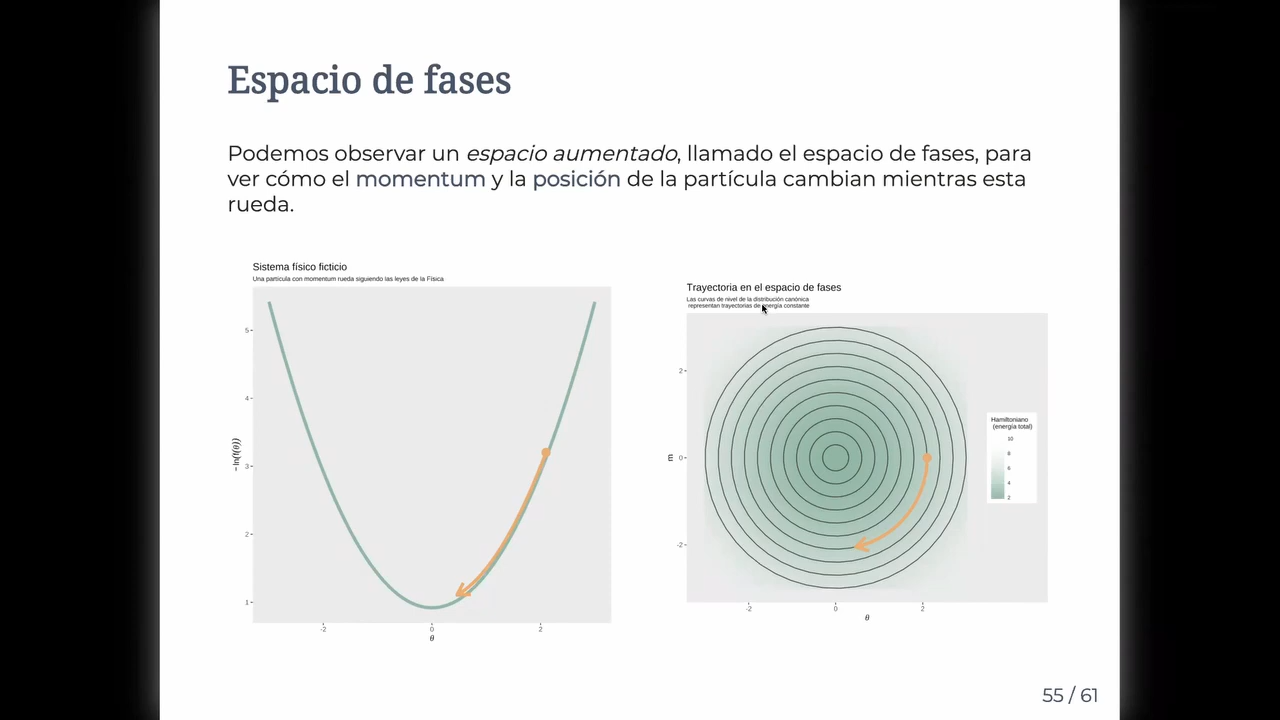 Espacio de fases
Podemos observar un espacio aumentado, llamado el espacio de fases, para
ver cómo el momentum y la posición de la partícula cambian mientras esta
rueda.
Sistema físico ficticio
Una partícula con momentum rueda siguiendo las leyes de la Física
5
4
3
2
1
− ln(f(θ))
-2
0
2
θ
Trayectoria en el espacio de fases
Las curvas de nivel de la distribución canónica
representan trayectorias de energía constante
2
0
-2
m
-2
0
2
θ
Hamiltoniano
(energía total)
10
8
6
4
2
55 / 61